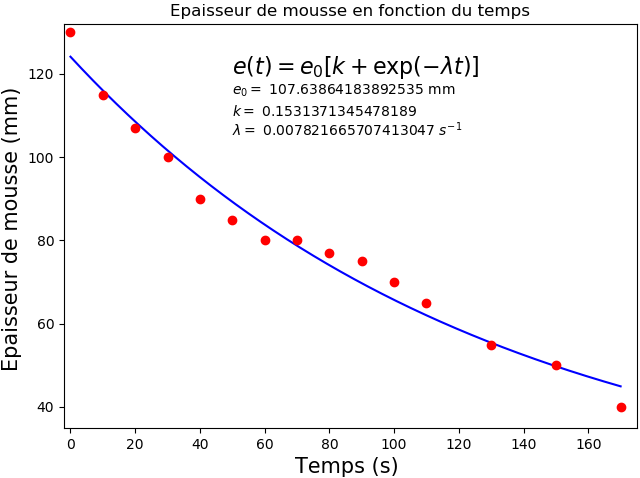 Epaisseur de mousse en fonction du temps
e(t) = e₀[k + exp(−λt)]
e₀ = 107.63864183892535 mm
k = 0.1531371345478189
λ = 0.007821665707413047 s⁻¹
Epaisseur de mousse (mm)
120
100
80
60
40
0 20 40 60 80 100 120 140 160
Temps (s)